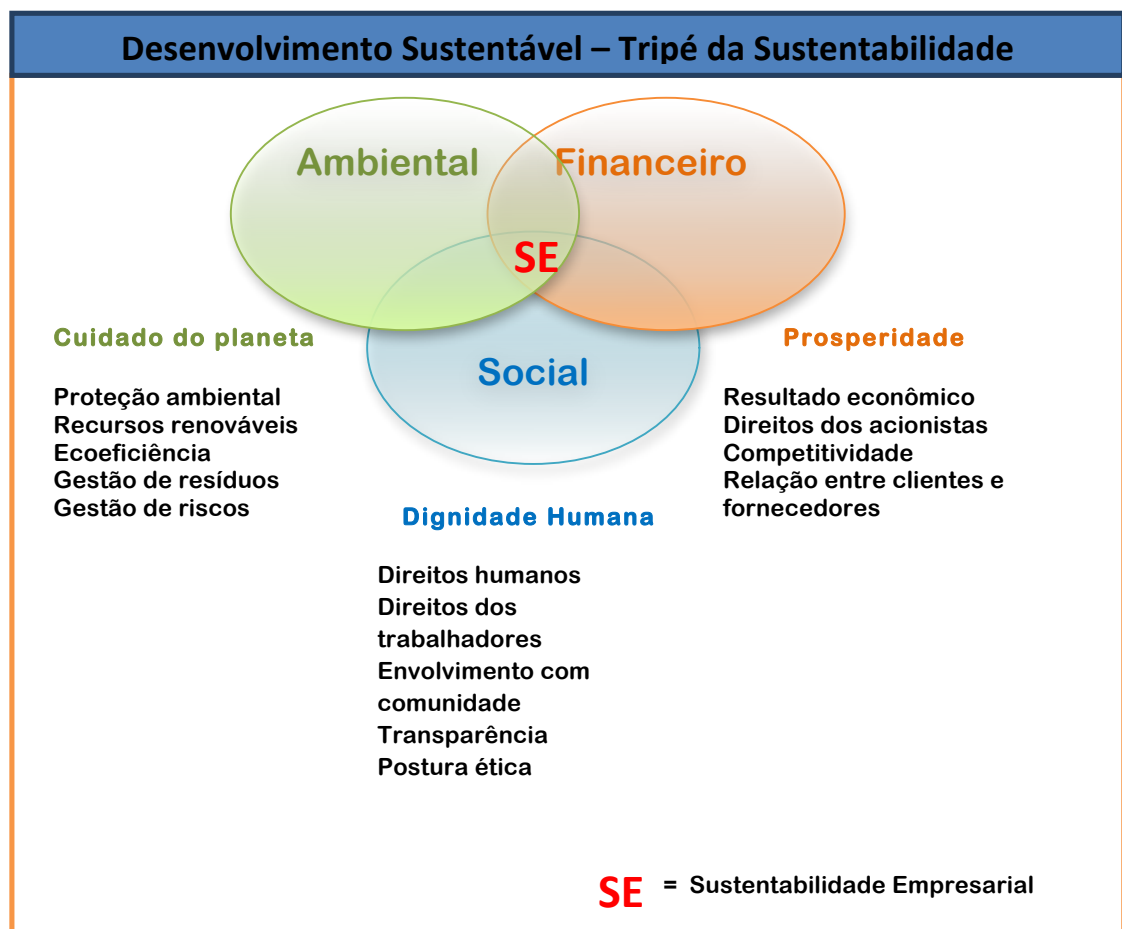 Desenvolvimento Sustentável – Tripé da Sustentabilidade
Ambiental
Financeiro
SE
Social
Cuidado do planeta
Proteção ambiental
Recursos renováveis
Ecoeficiência
Gestão de resíduos
Gestão de riscos
Prosperidade
Resultado econômico
Direitos dos acionistas
Competitividade
Relação entre clientes e
fornecedores
Dignidade Humana
Direitos humanos
Direitos dos
trabalhadores
Envolvimento com
comunidade
Transparência
Postura ética
SE = Sustentabilidade Empresarial